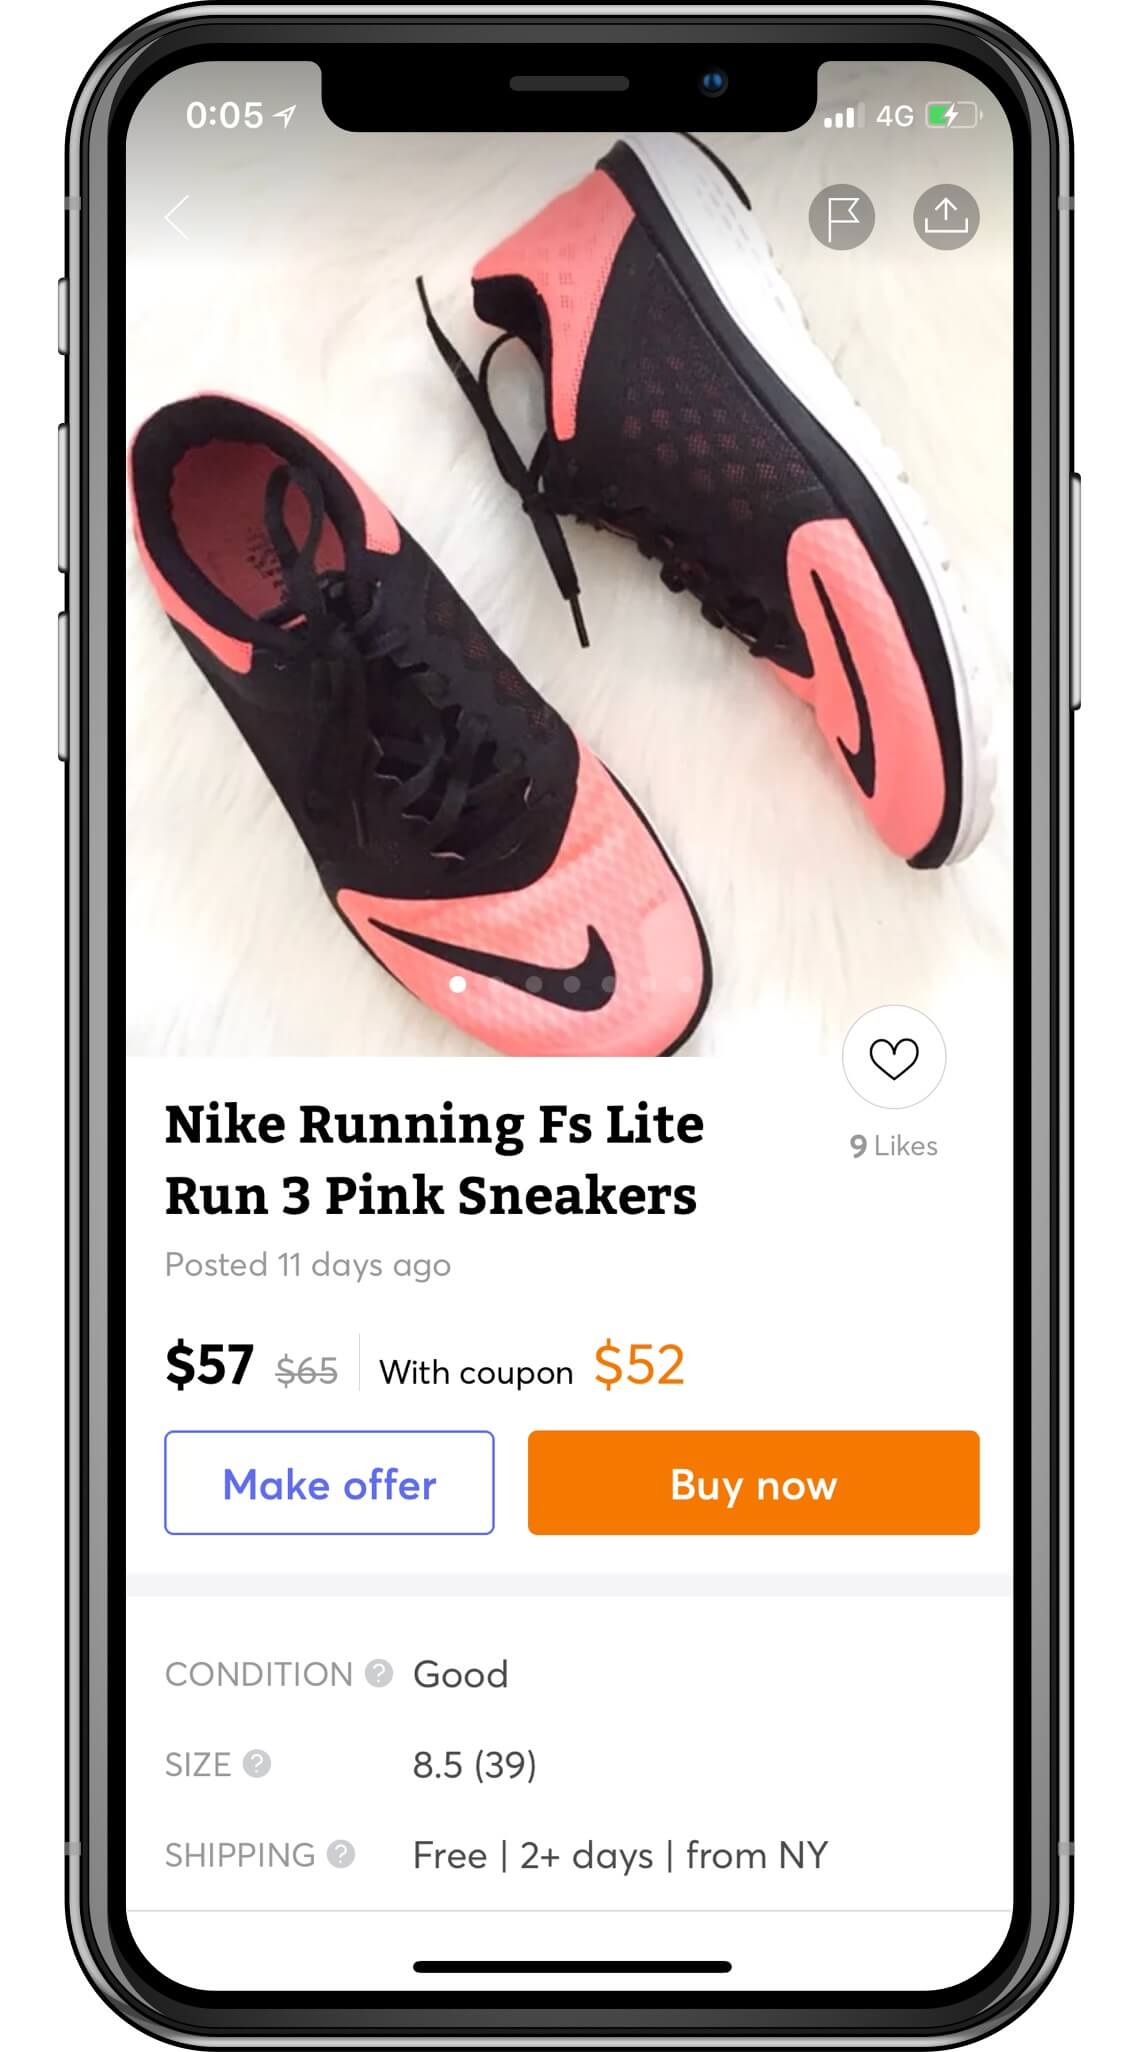 0:05
4G
Nike Running Fs Lite
Run 3 Pink Sneakers
9 Likes
Posted 11 days ago
$57 $65 With coupon $52
Make offer
Buy now
CONDITION ? Good
SIZE ? 8.5 (39)
SHIPPING ? Free | 2+ days | from NY